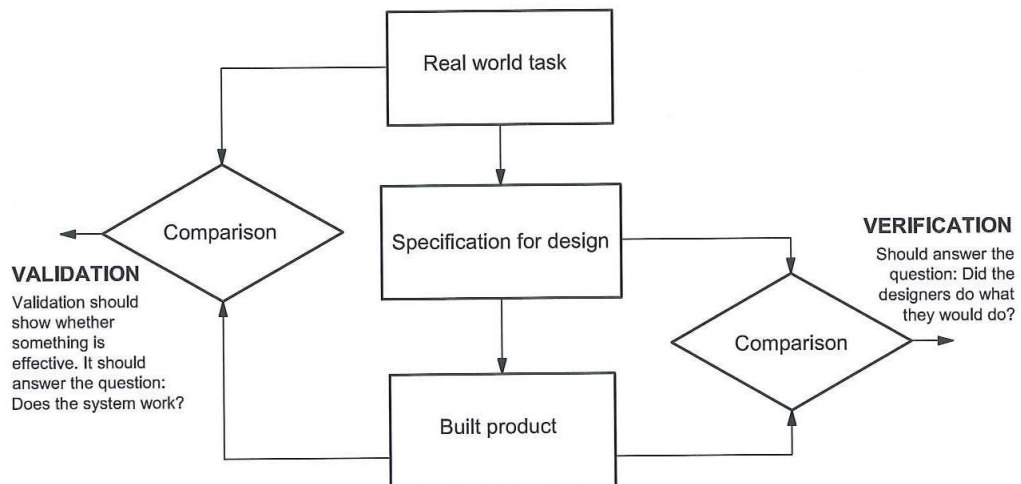 Real world task
Comparison
Specification for design
VERIFICATION
Should answer the
question: Did the
designers do what
they would do?
VALIDATION
Validation should
show whether
something is
effective. It should
answer the question:
Does the system work?
Comparison
Built product